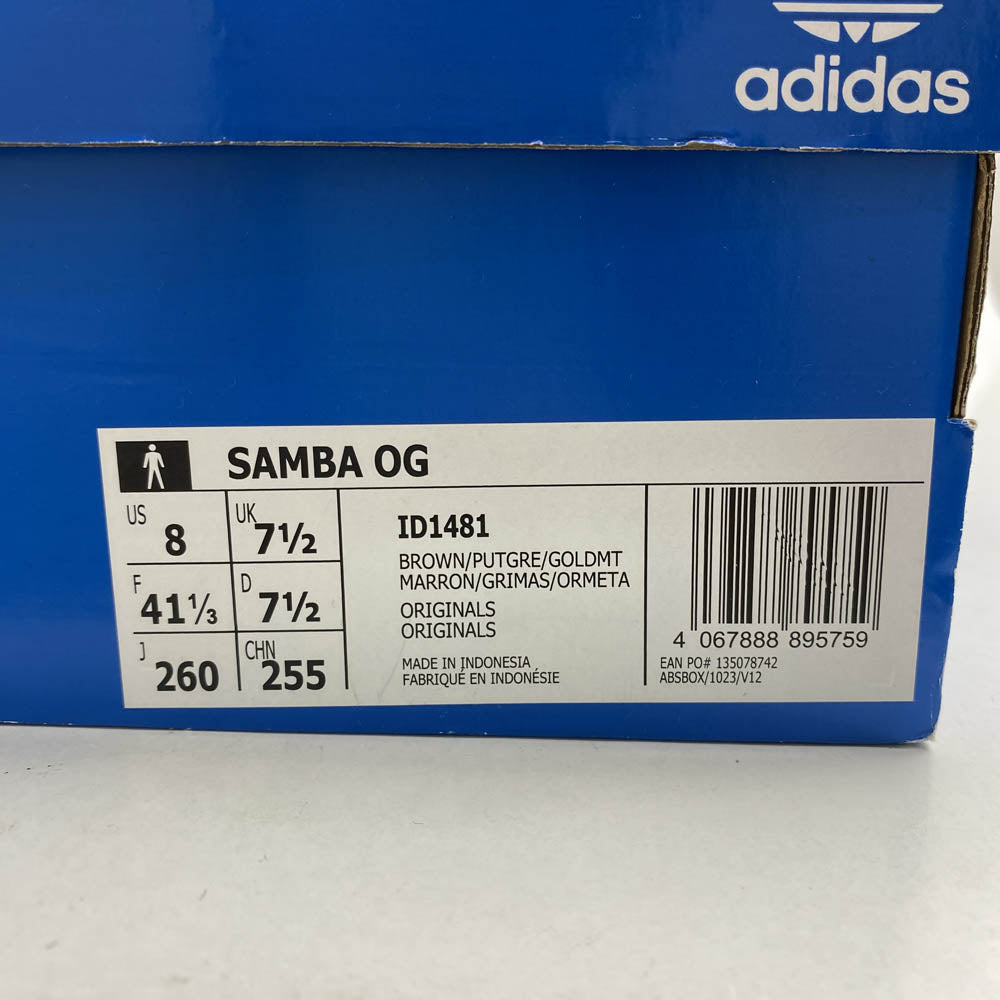 adidas
SAMBA OG
US 8
UK 7½
F 41⅓
D 7½
J 260
CHN 255
ID1481
BROWN/PUTGRE/GOLDMT
MARRON/GRIMAS/ORMETA
ORIGINALS
ORIGINALS
MADE IN INDONESIA
FABRIQUÉ EN INDONÉSIE
4 067888 895759
EAN PO# 135078742
ABSBOX/1023/V12